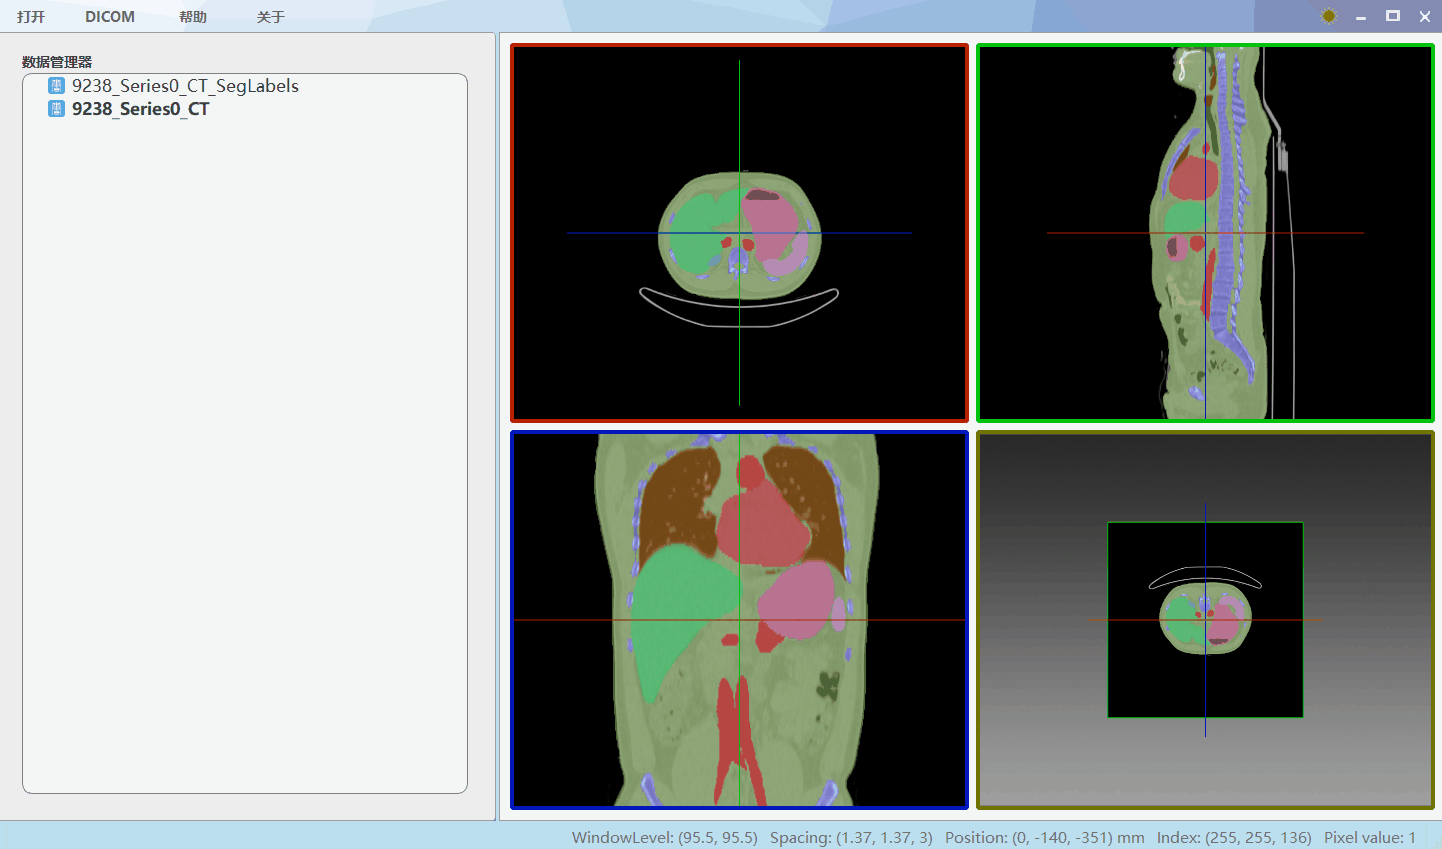 打开 DICOM 帮助 关于
数据管理器
9238_Series0_CT_SegLabels
9238_Series0_CT
WindowLevel: (95.5, 95.5) Spacing: (1.37, 1.37, 3) Position: (0, -140, -351) mm Index: (255, 255, 136) Pixel value: 1